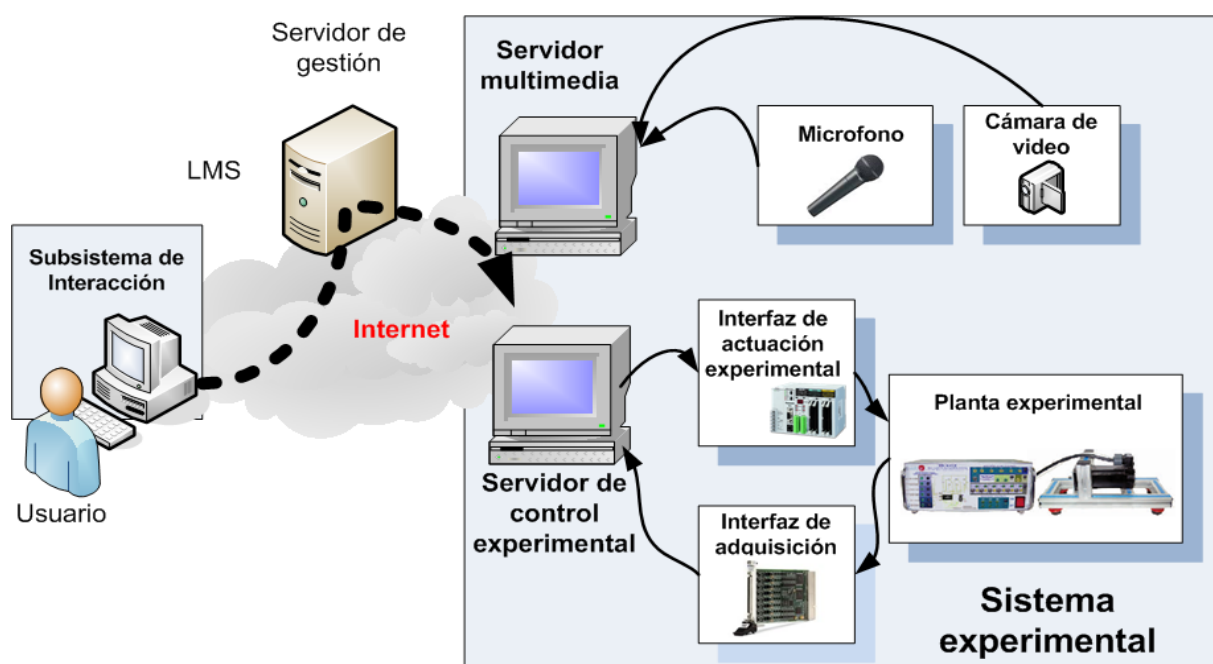 Servidor de
gestión
LMS
Subsistema de
Interacción
Usuario
Internet
Servidor
multimedia
Microfono
Cámara de
video
Interfaz de
actuación
experimental
Planta experimental
Servidor de
control
experimental
Interfaz de
adquisición
Sistema
experimental